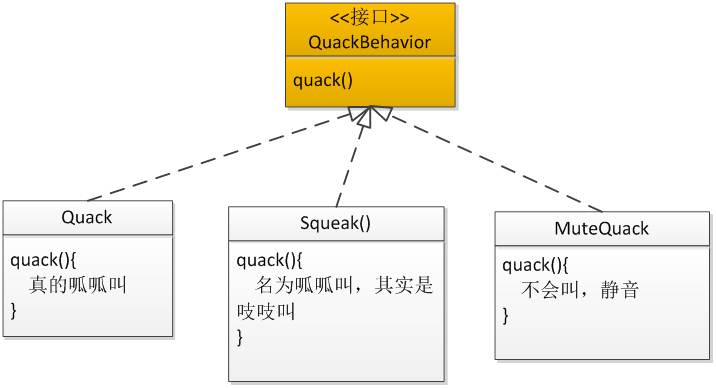 <<接口>>
QuackBehavior
quack()
Quack
quack(){
真的呱呱叫
}
Squeak()
quack(){
名为呱呱叫，其实是
吱吱叫
}
MuteQuack
quack(){
不会叫，静音
}